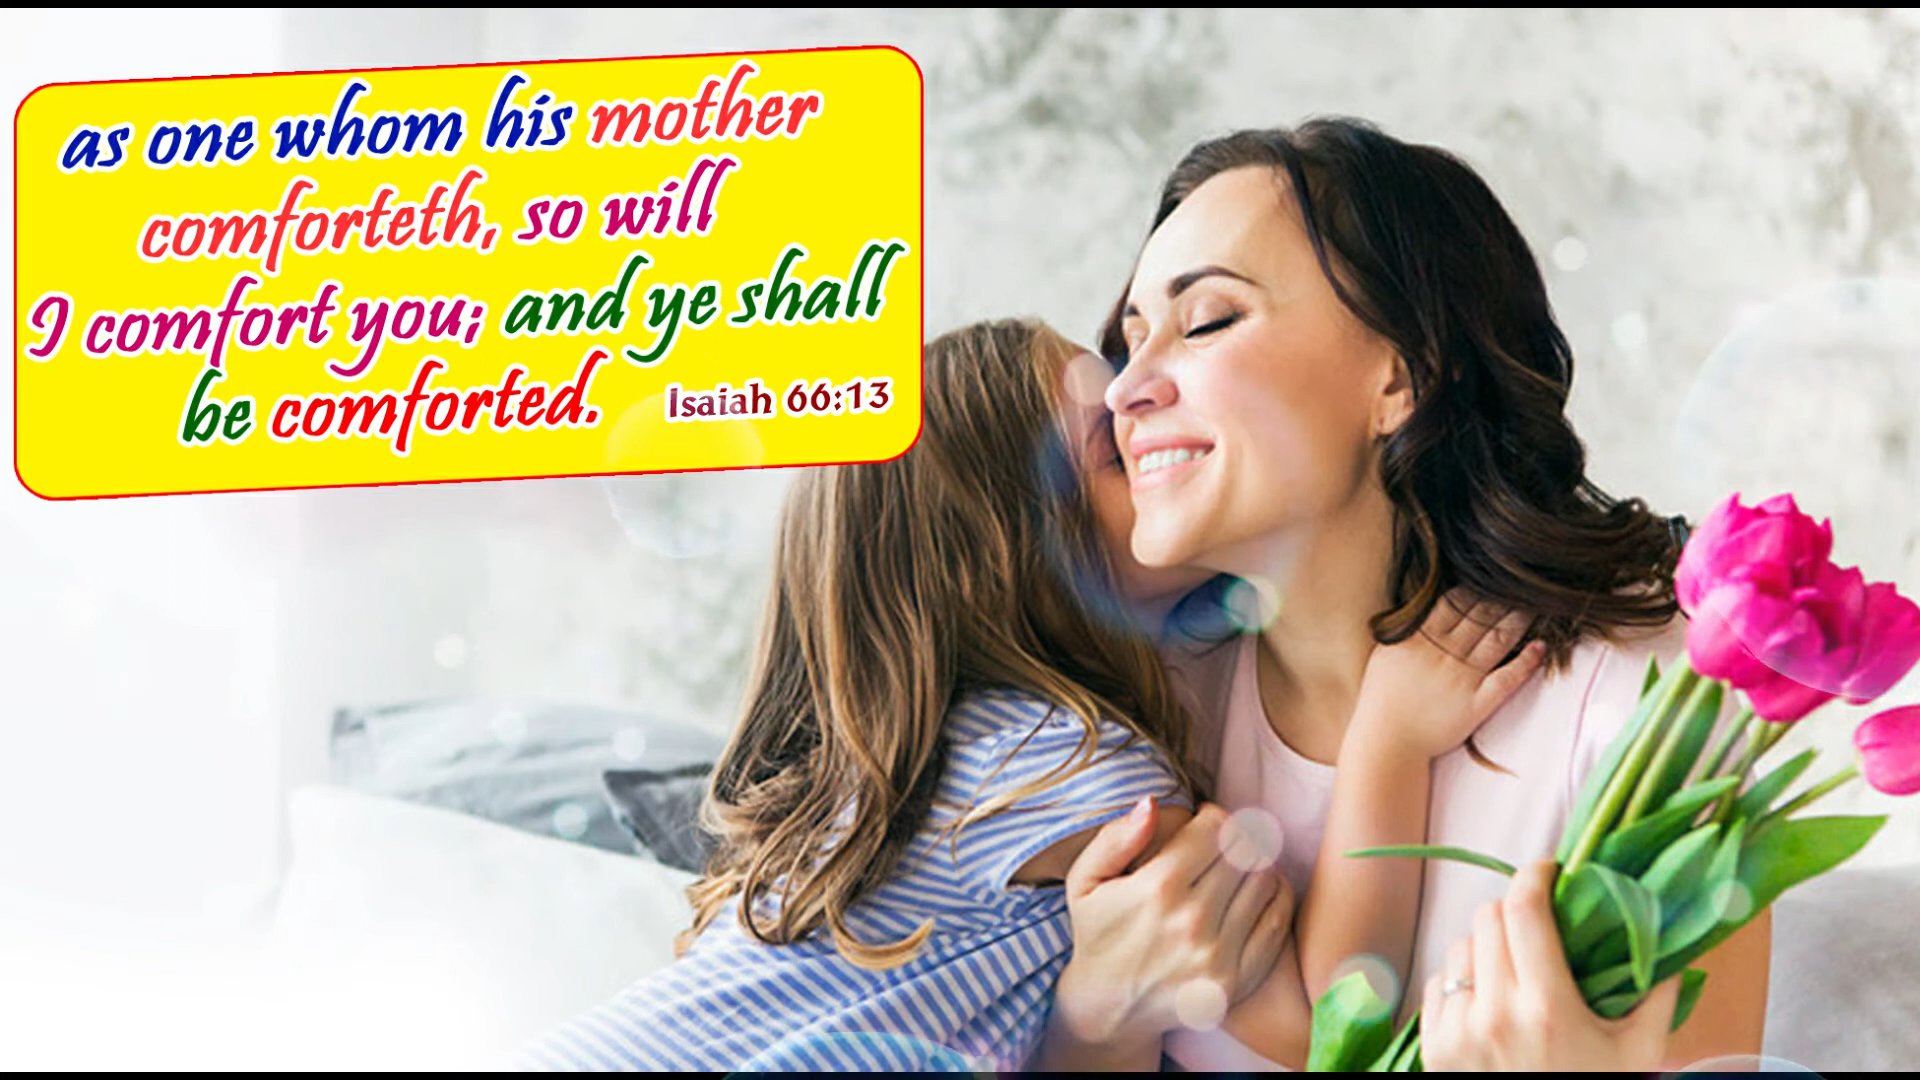 as one whom his mother
comforteth, so will
I comfort you; and ye shall
be comforted. Isaiah 66:13